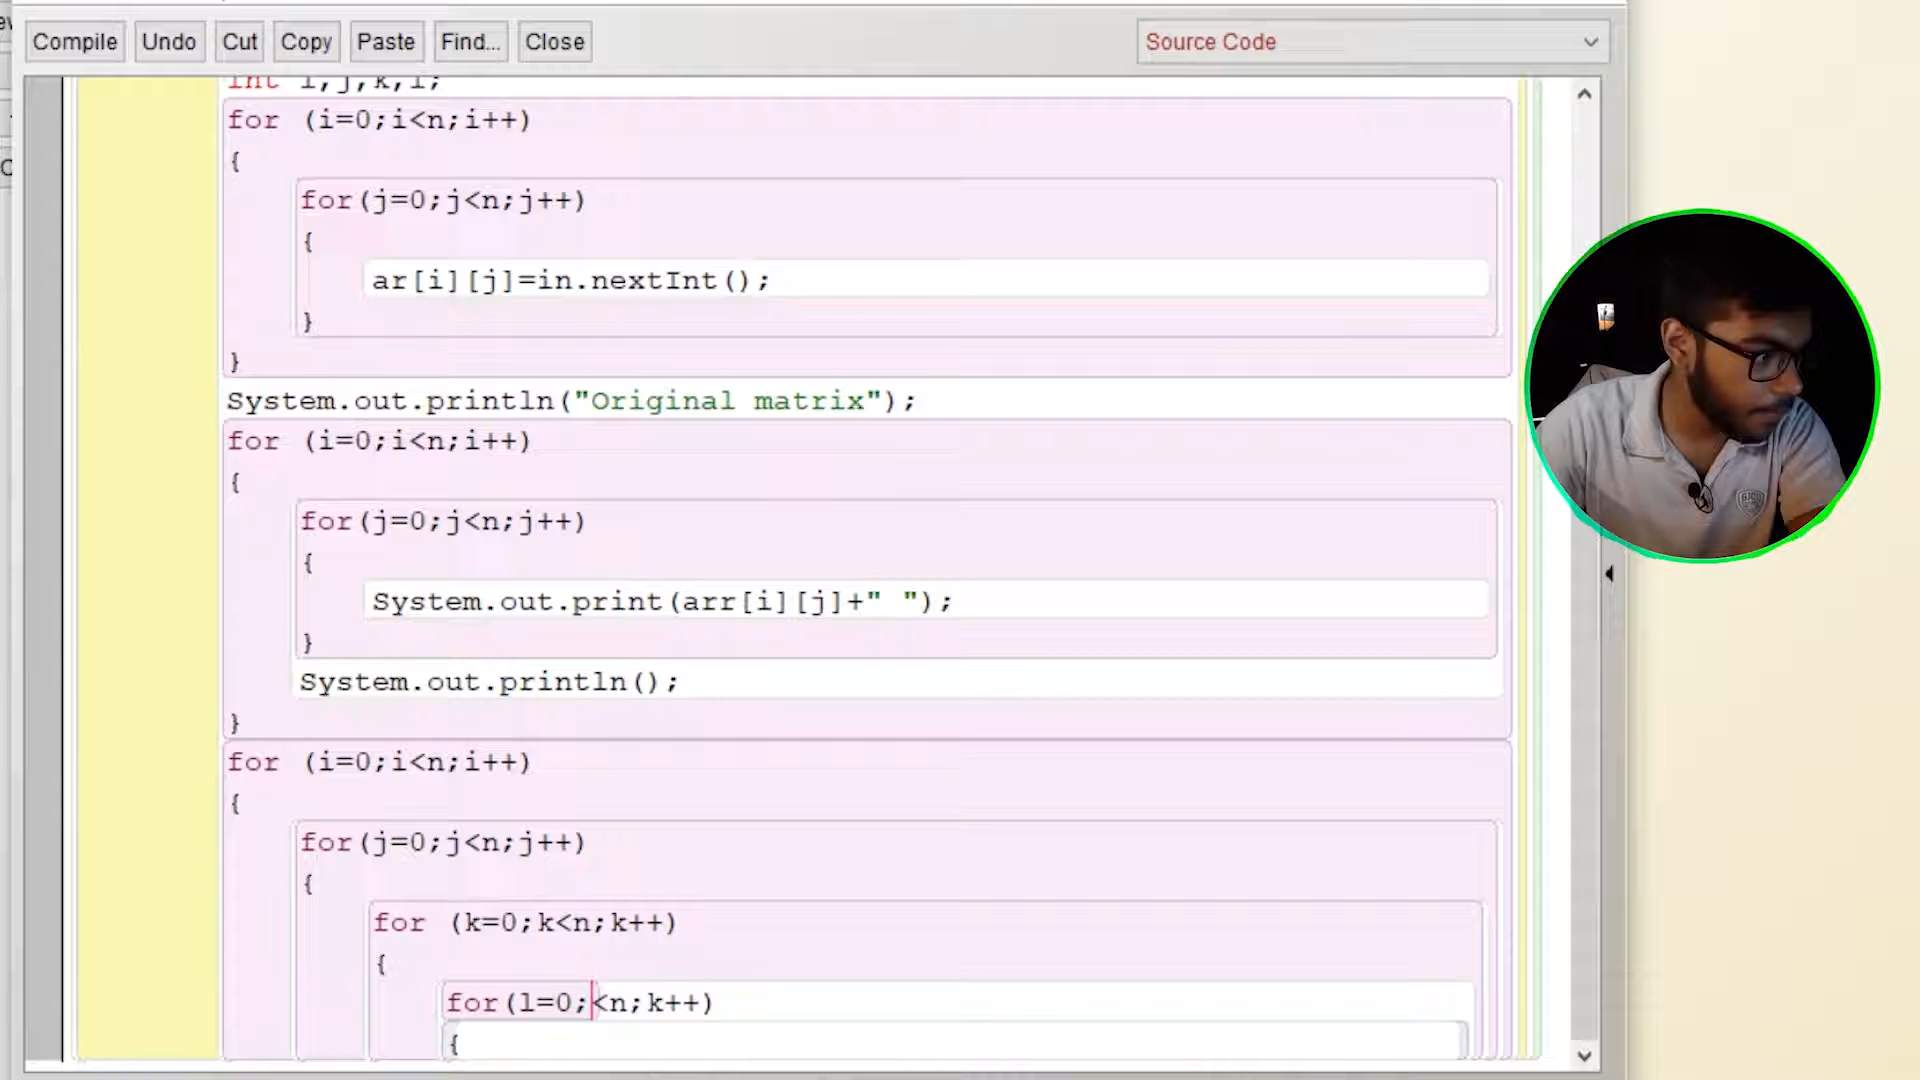 Compile Undo Cut Copy Paste Find... Close Source Code
int i,j,k,l;
for (i=0;i<n;i++)
{
for(j=0;j<n;j++)
{
ar[i][j]=in.nextInt();
}
}
System.out.println("Original matrix");
for (i=0;i<n;i++)
{
for(j=0;j<n;j++)
{
System.out.print(arr[i][j]+" ");
}
System.out.println();
}
for (i=0;i<n;i++)
{
for(j=0;j<n;j++)
{
for (k=0;k<n;k++)
{
for(l=0;<n;k++)
{